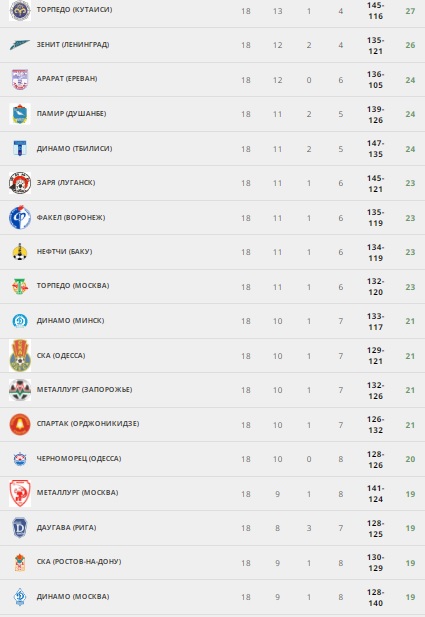 ТОРПЕДО (КУТАИСИ) 18 13 1 4 145-116 27
ЗЕНИТ (ЛЕНИНГРАД) 18 12 2 4 135-121 26
АРАРАТ (ЕРЕВАН) 18 12 0 6 136-105 24
ПАМИР (ДУШАНБЕ) 18 11 2 5 139-126 24
ДИНАМО (ТБИЛИСИ) 18 11 2 5 147-135 24
ЗАРЯ (ЛУГАНСК) 18 11 1 6 145-121 23
ФАКЕЛ (ВОРОНЕЖ) 18 11 1 6 135-119 23
НЕФТЧИ (БАКУ) 18 11 1 6 134-119 23
ТОРПЕДО (МОСКВА) 18 11 1 6 132-120 23
ДИНАМО (МИНСК) 18 10 1 7 133-117 21
СКА (ОДЕССА) 18 10 1 7 129-121 21
МЕТАЛЛУРГ (ЗАПОРОЖЬЕ) 18 10 1 7 132-126 21
СПАРТАК (ОРДЖОНИКИДЗЕ) 18 10 1 7 126-132 21
ЧЕРНОМОРЕЦ (ОДЕССА) 18 10 0 8 128-126 20
МЕТАЛЛУРГ (МОСКВА) 18 9 1 8 141-124 19
ДАУГАВА (РИГА) 18 8 3 7 128-125 19
СКА (РОСТОВ-НА-ДОНУ) 18 9 1 8 130-129 19
ДИНАМО (МОСКВА) 18 9 1 8 128-140 19